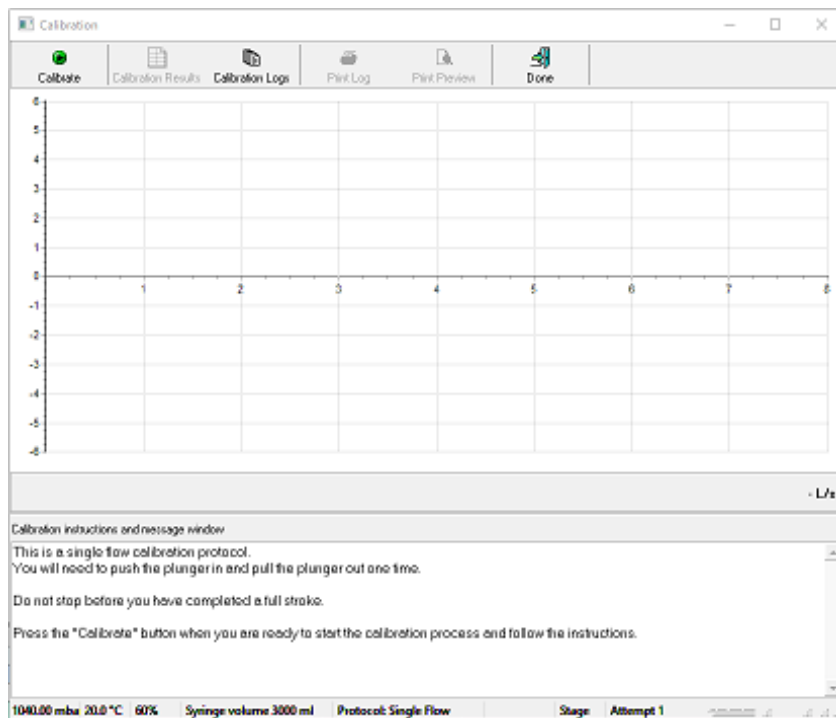 Calibration
Calibrate Calibration Results Calibration Logs Print Log Print Preview Done
6
5
4
3
2
1
0
1 2 3 4 5 6 7 8
-1
-2
-3
-4
-5
-6
- L/s
Calibration instructions and message window
This is a single flow calibration protocol.
You will need to push the plunger in and pull the plunger out one time.
Do not stop before you have completed a full stroke.
Press the "Calibrate" button when you are ready to start the calibration process and follow the instructions.
1040.00 mba 20.0 °C 60% Syringe volume 3000 ml Protocol: Single Flow Stage Attempt 1